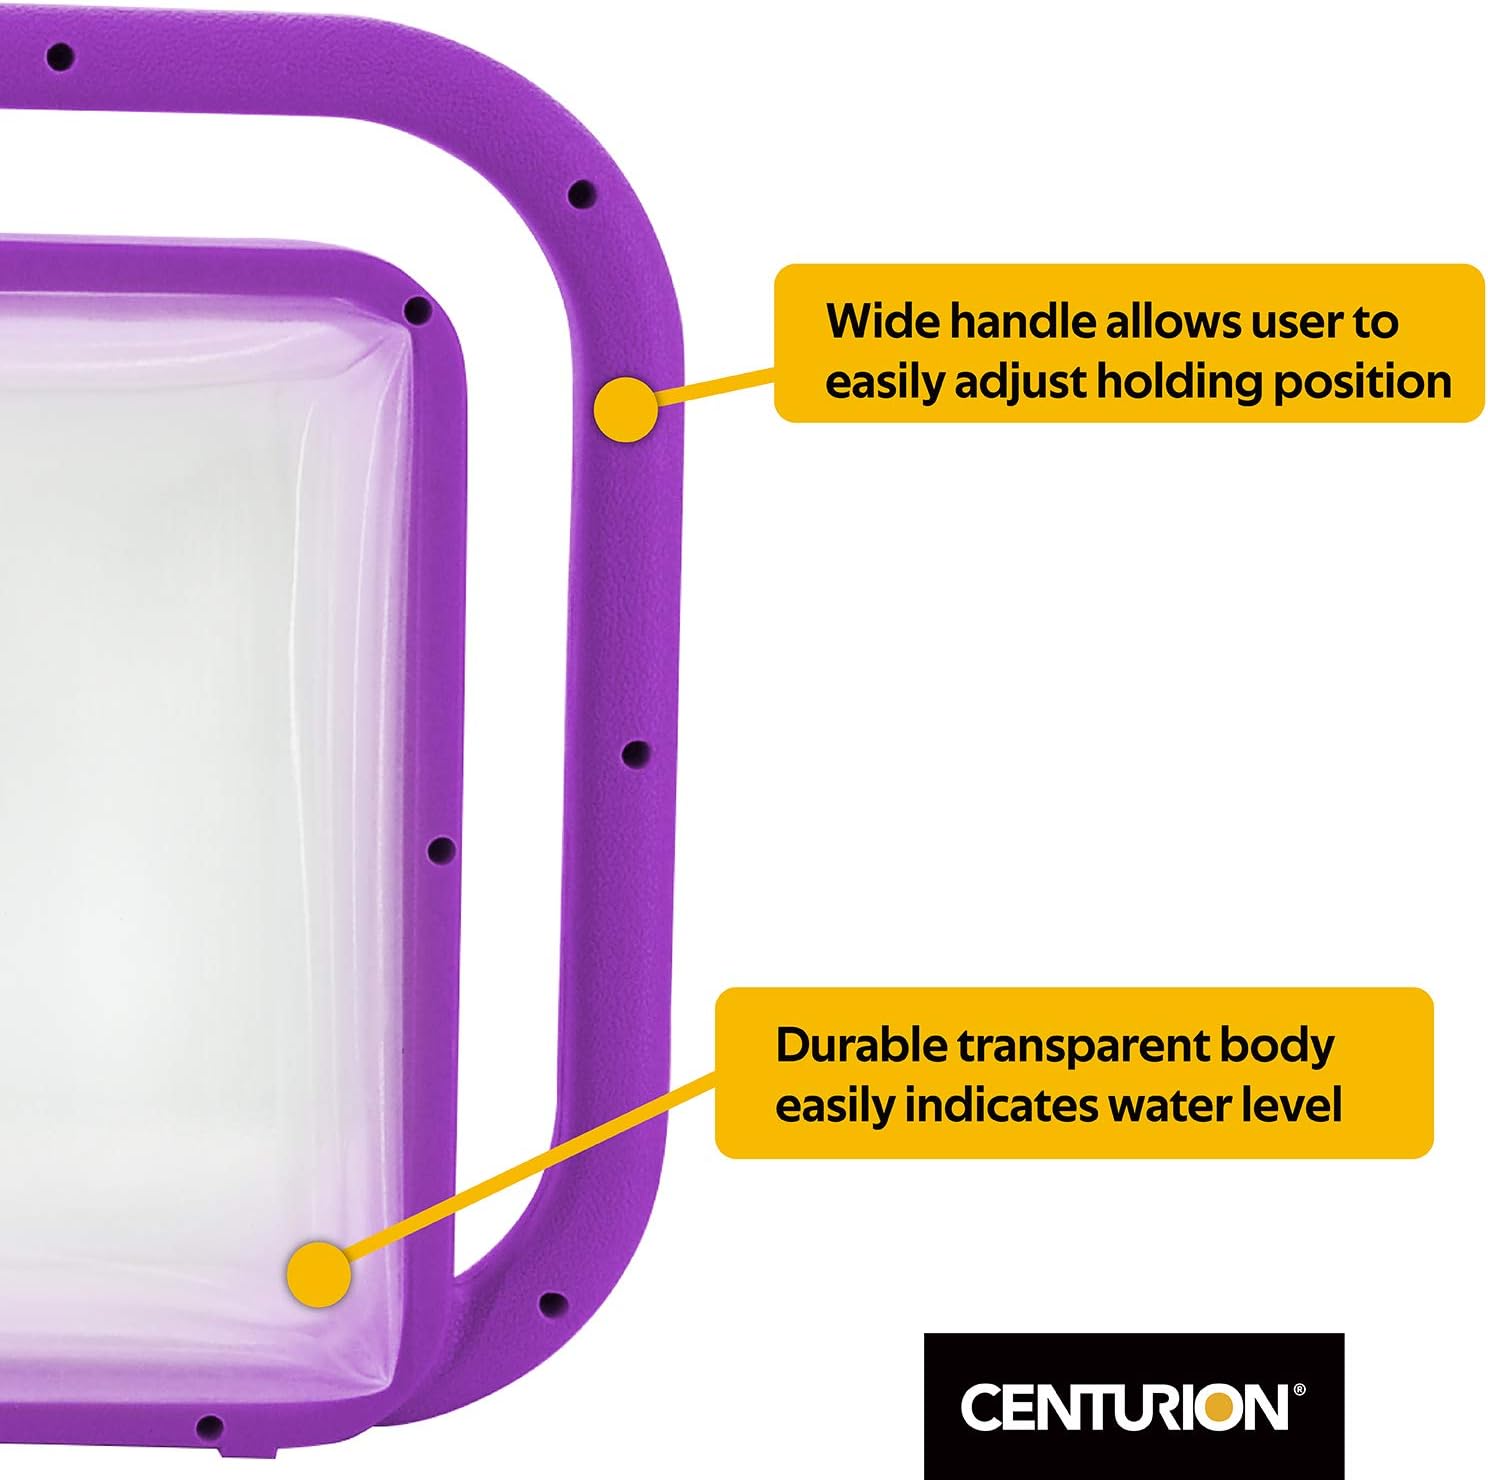 Wide handle allows user to
easily adjust holding position
Durable transparent body
easily indicates water level
CENTURION®